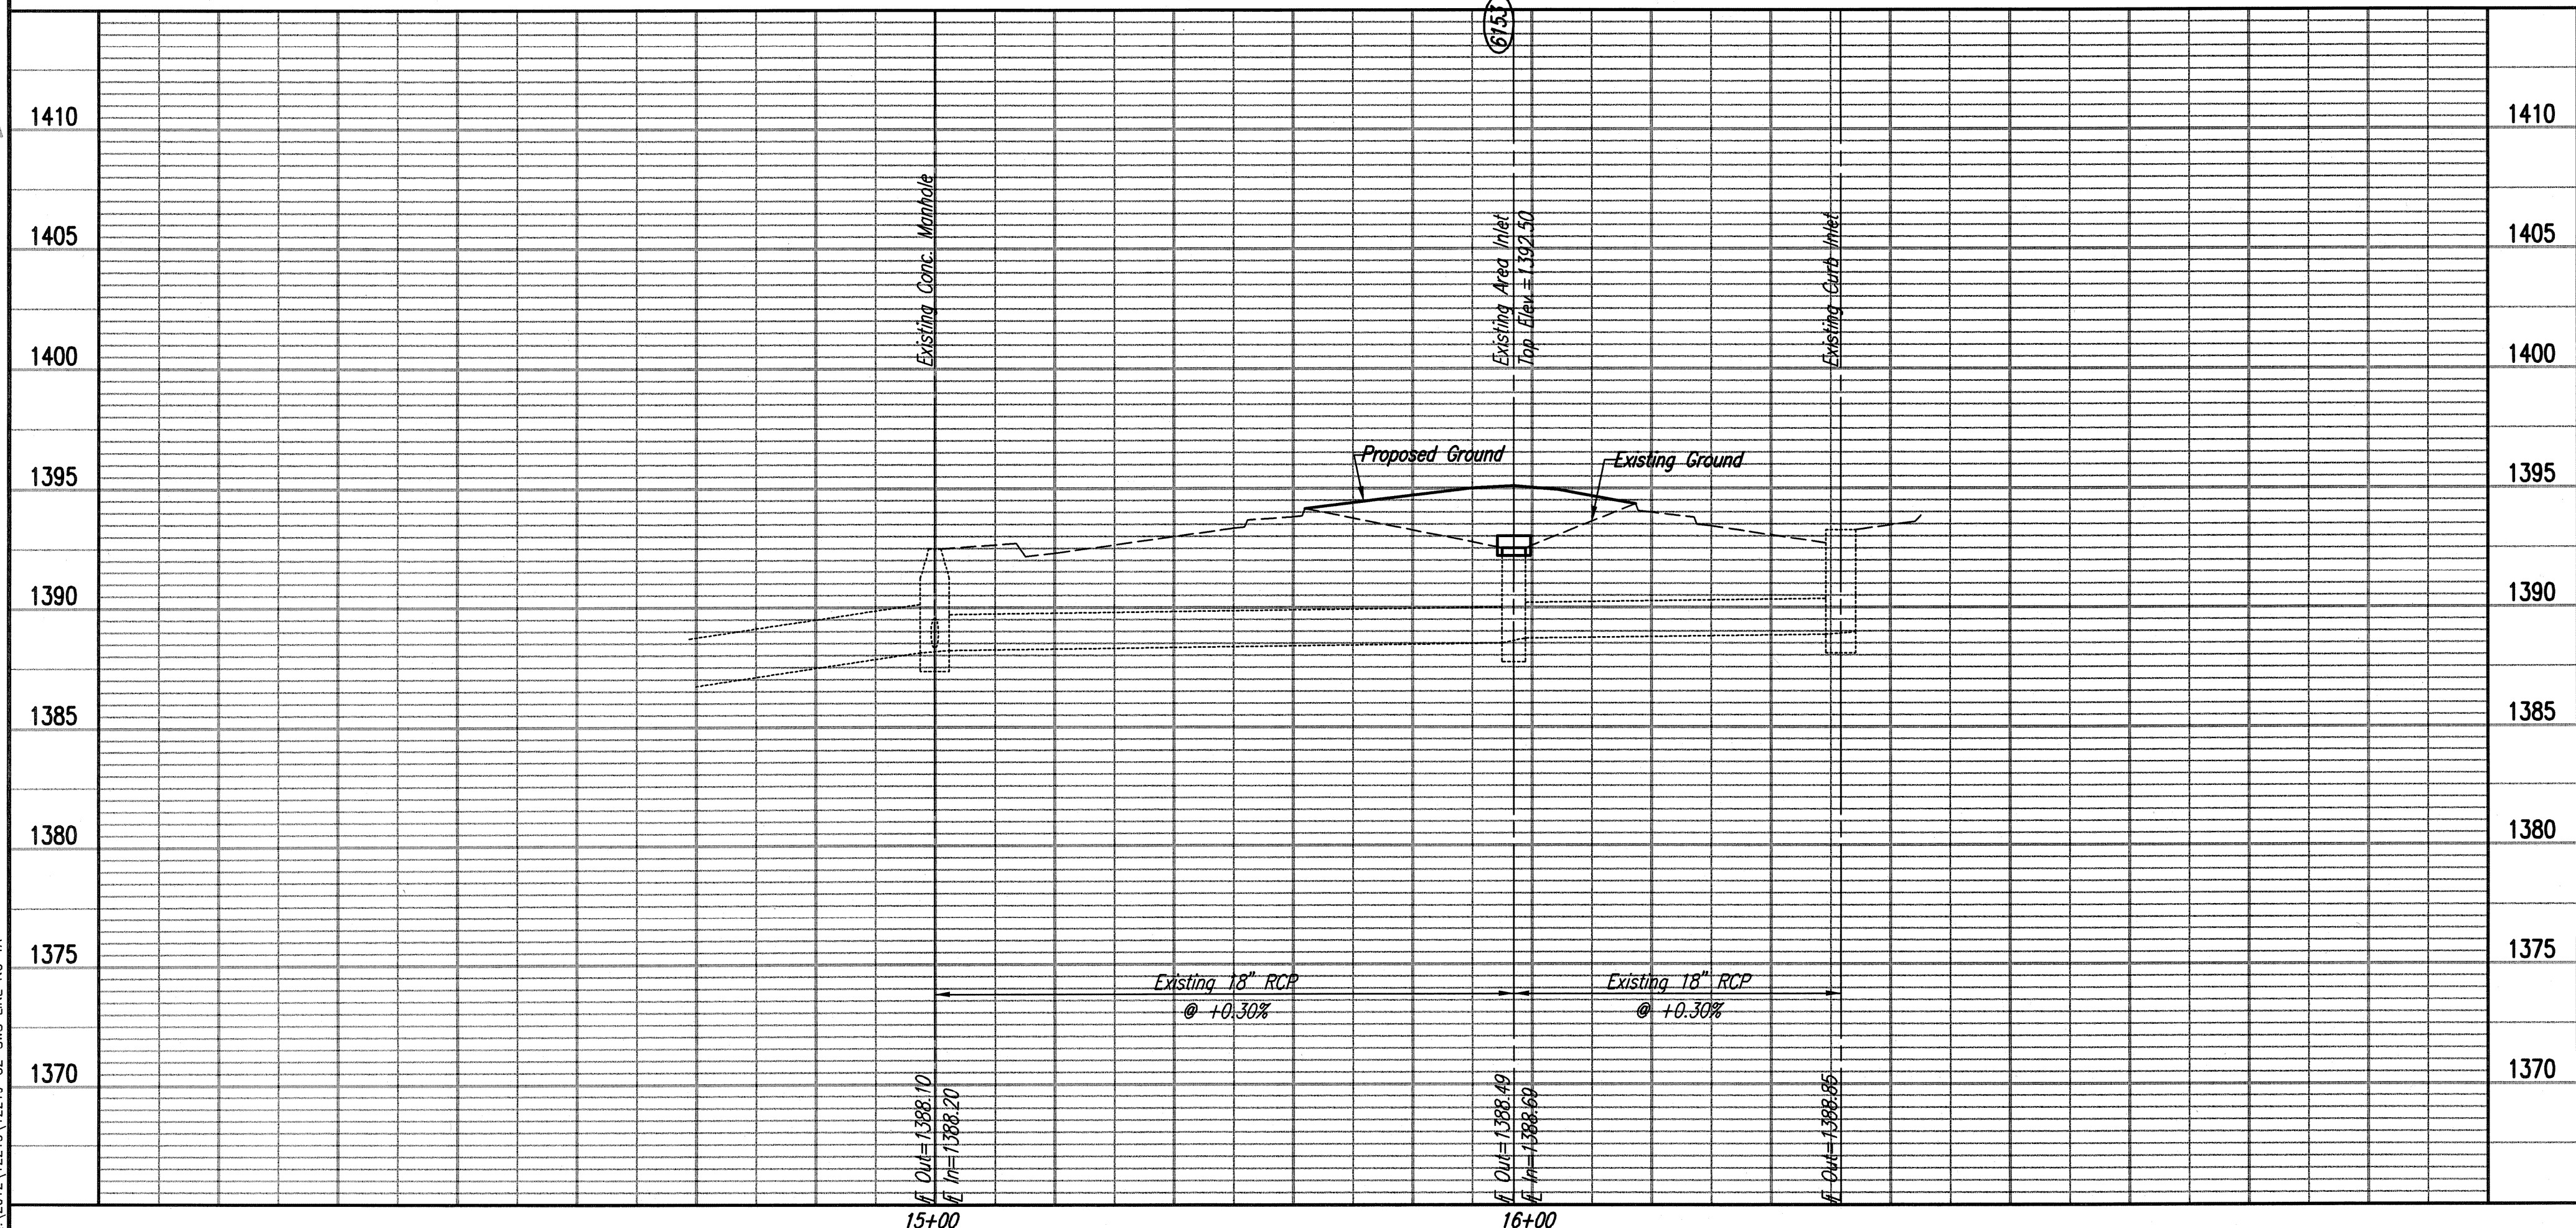 6153
1410
1410
1405
1405
1400
1400
1395
1395
1390
1390
1385
1385
1380
1380
1375
1375
1370
1370
Existing Conc. Manhole
Existing Area Inlet
Top Elev.=1392.50
Existing Curb Inlet
Proposed Ground
Existing Ground
Existing 18" RCP
@ +0.30%
Existing 18" RCP
@ +0.30%
Out=1388.10
In=1388.20
Out=1388.49
In=1388.69
Out=1388.85
15+00
16+00